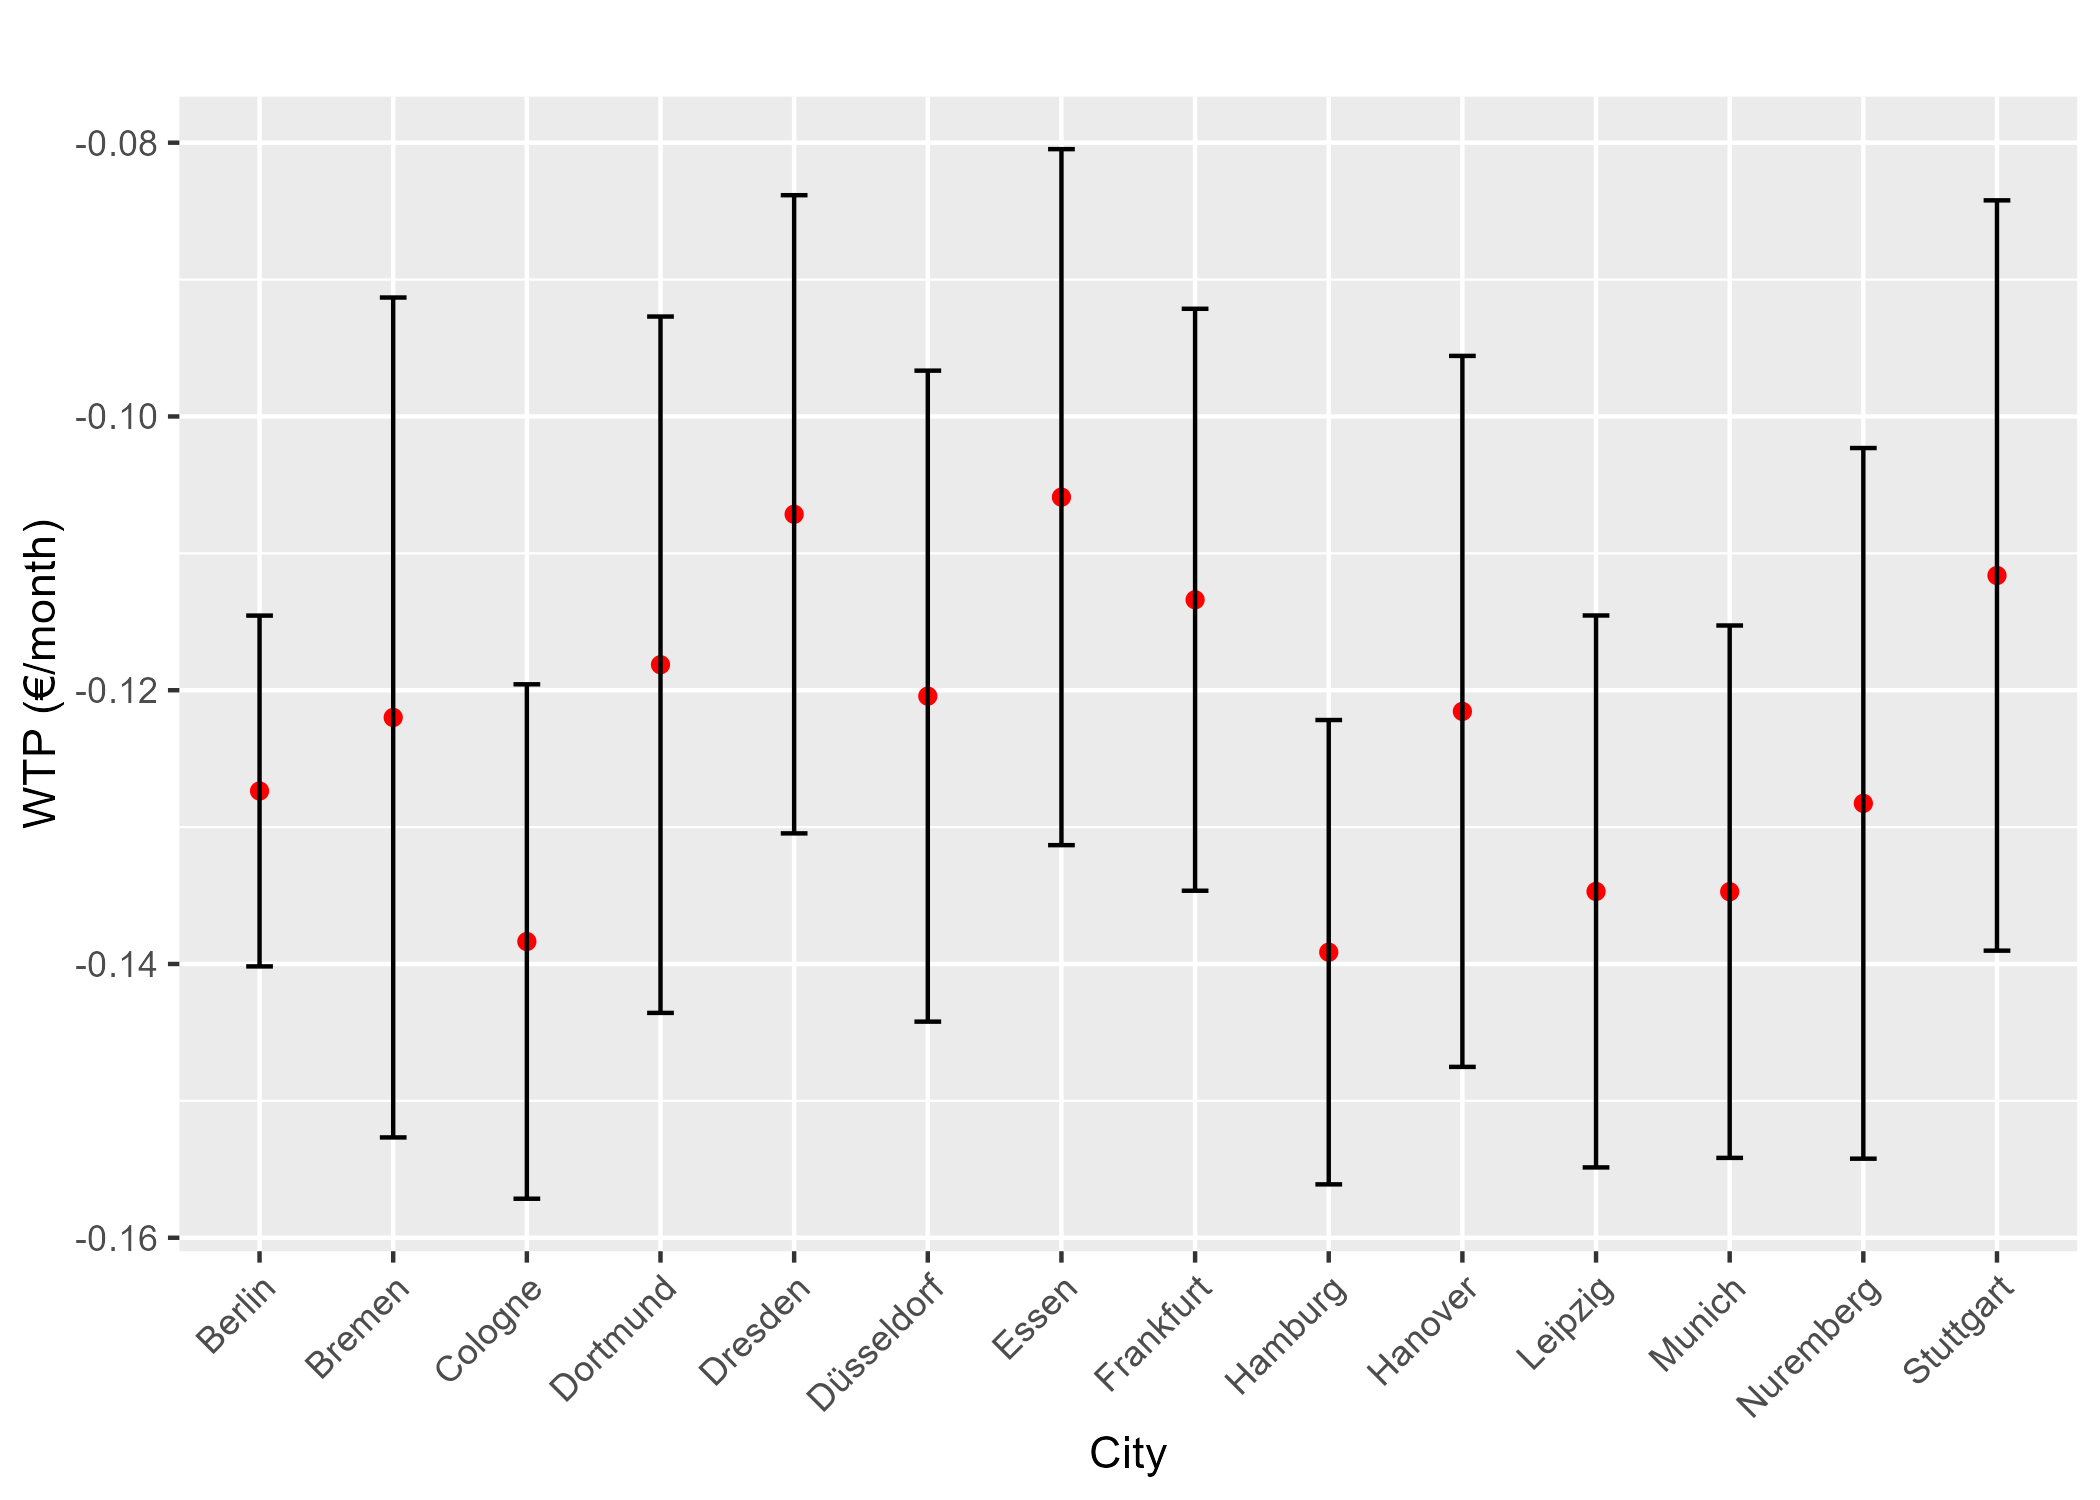 WTP (€/month)
-0.08
-0.10
-0.12
-0.14
-0.16
Berlin
Bremen
Cologne
Dortmund
Dresden
Düsseldorf
Essen
Frankfurt
Hamburg
Hanover
Leipzig
Munich
Nuremberg
Stuttgart
City